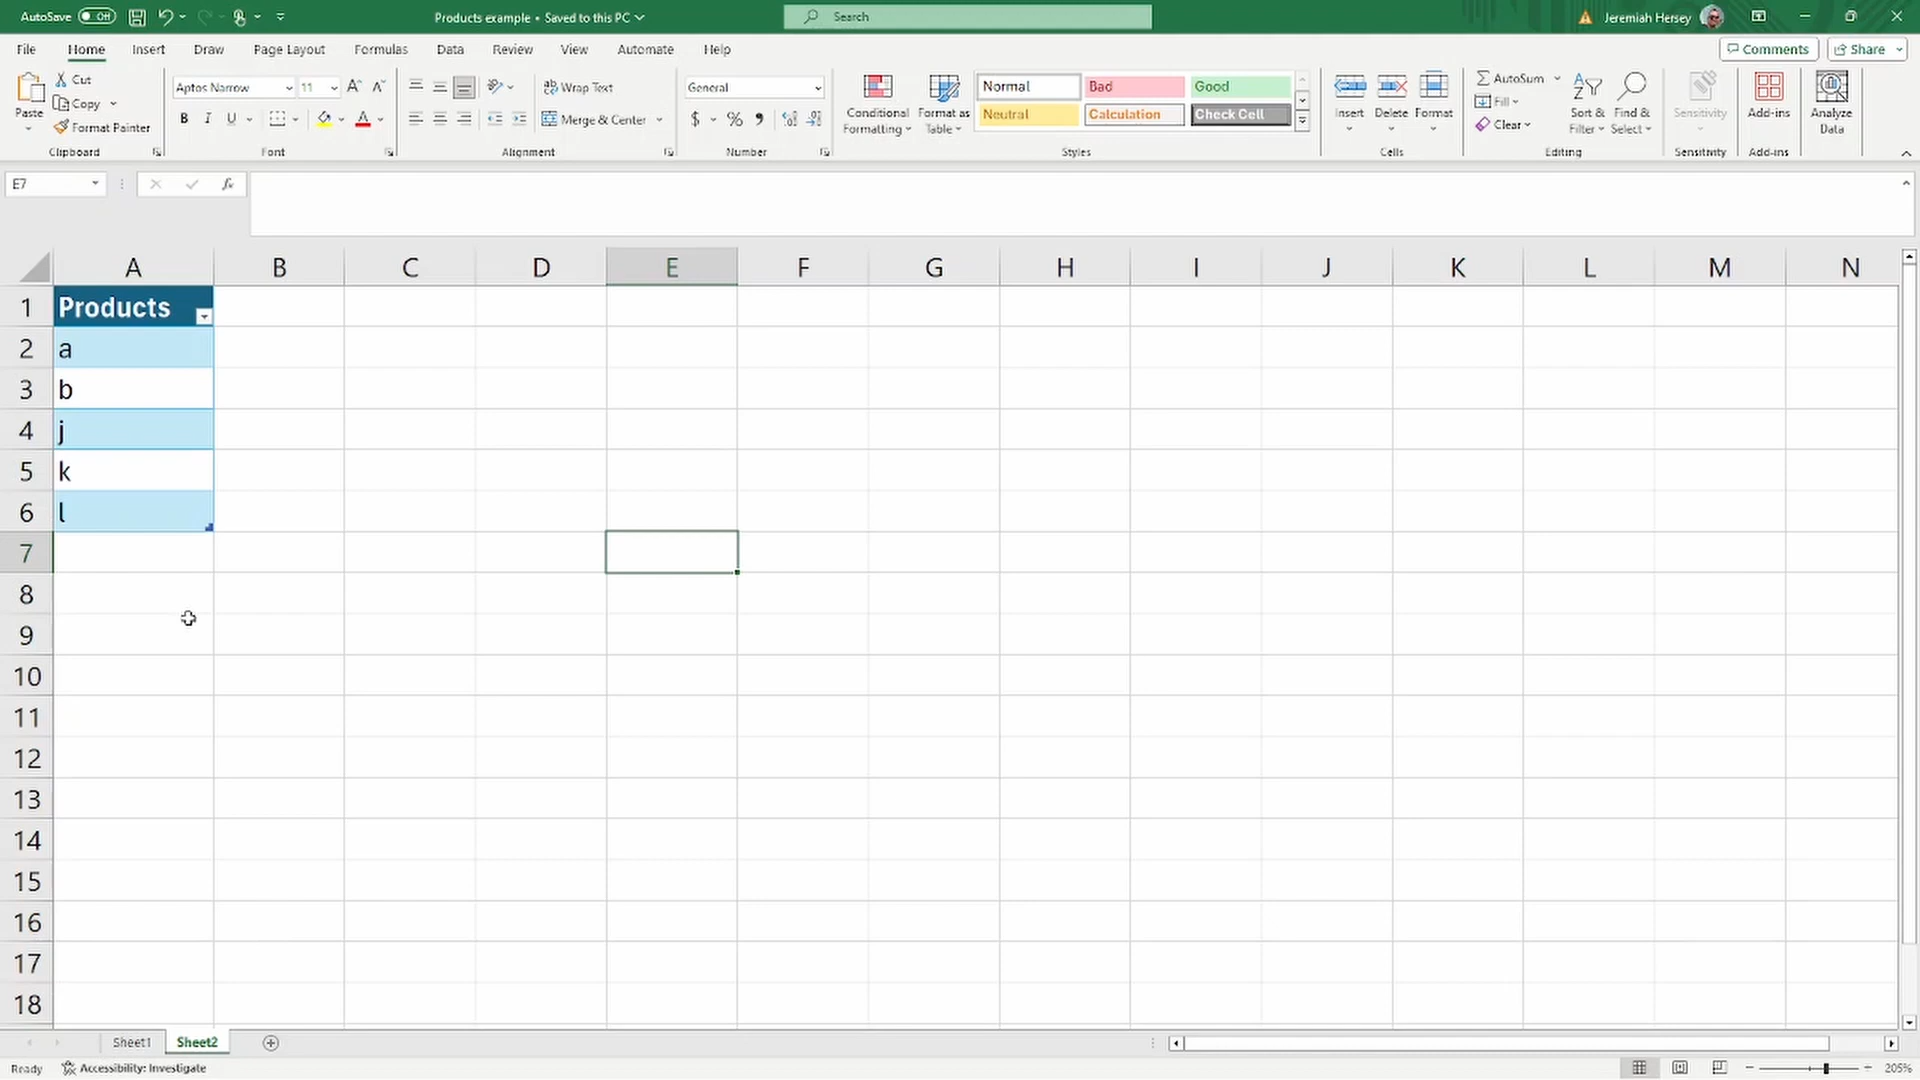 AutoSave Off Products example • Saved to this PC Search Jeremiah Hersey
File Home Insert Draw Page Layout Formulas Data Review View Automate Help Comments Share
Paste Cut Copy Format Painter Clipboard
Aptos Narrow 11 A A B I U A Font
Wrap Text Merge & Center Alignment
General $ % Number
Conditional Formatting Format as Table
Normal Bad Good
Neutral Calculation Check Cell
Styles
Insert Delete Format Cells
AutoSum Fill Clear Sort & Filter Find & Select Editing
Sensitivity Sensitivity
Add-ins Add-ins
Analyze Data
E7 fx
A B C D E F G H I J K L M N
1 Products
2 a
3 b
4 j
5 k
6 l
7
8
9
10
11
12
13
14
15
16
17
18
Sheet1 Sheet2
Ready Accessibility: Investigate 205%